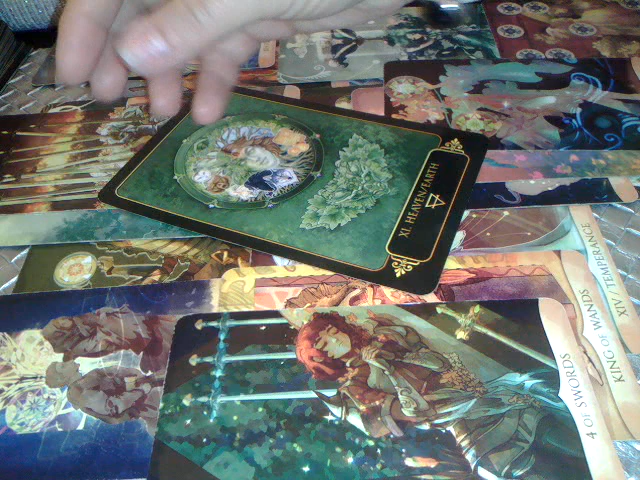 XI. HEAVEN/EARTH
XIV/ TEMPERANCE
KING OF WANDS
4 OF SWORDS